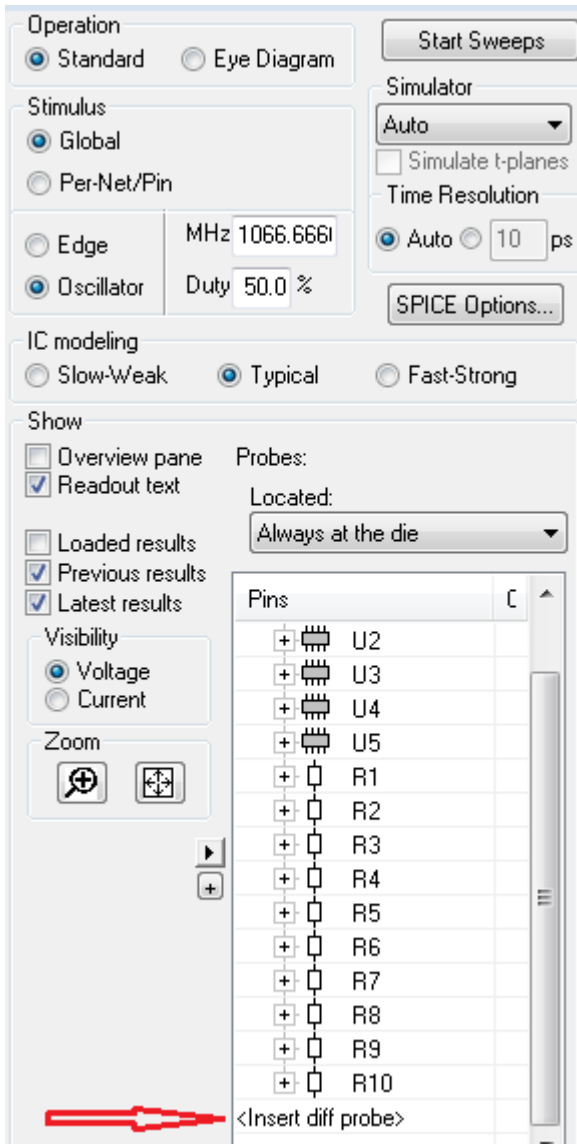 Operation
Standard
Eye Diagram
Start Sweeps
Stimulus
Global
Per-Net/Pin
Simulator
Auto
Simulate t-planes
Time Resolution
Auto
10 ps
Edge
Oscillator
MHz 1066.666
Duty 50.0 %
SPICE Options...
IC modeling
Slow-Weak
Typical
Fast-Strong
Show
Overview pane
Readout text
Loaded results
Previous results
Latest results
Visibility
Voltage
Current
Zoom
Probes:
Located:
Always at the die
Pins
U2
U3
U4
U5
R1
R2
R3
R4
R5
R6
R7
R8
R9
R10
<Insert diff probe>